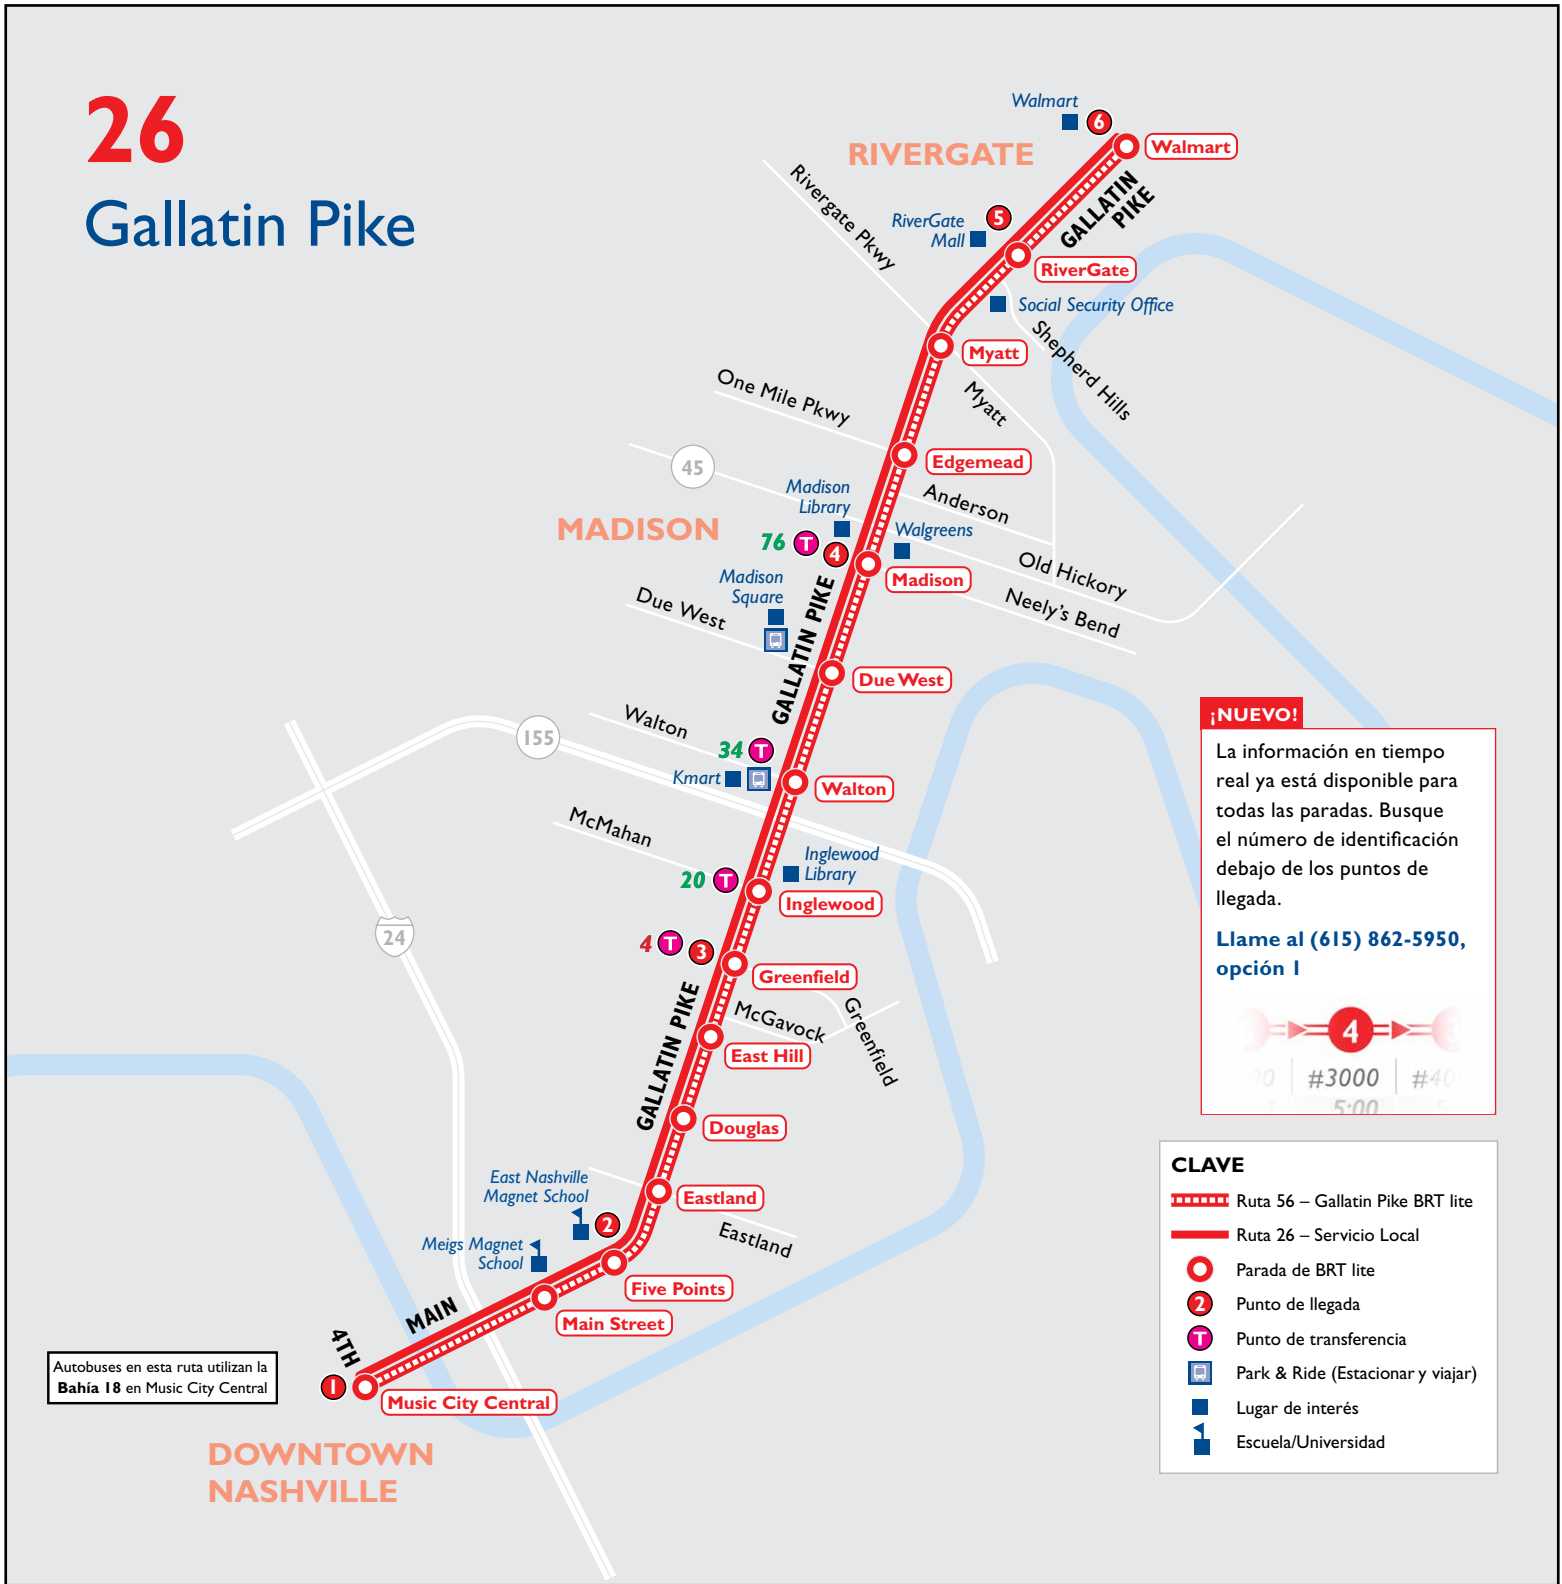 26
Gallatin Pike
Walmart
6
Walmart
RIVERGATE
GALLATIN
PIKE
Rivergate Pkwy
RiverGate
Mall
5
RiverGate
Social Security Office
Shepherd Hills
Myatt
Myatt
One Mile Pkwy
Edgemead
45
Madison
Library
Anderson
MADISON
Walgreens
76
T
4
Old Hickory
Madison
Madison
Square
Neely's Bend
Due West
GALLATIN PIKE
Due West
Walton
155
34
T
Kmart
Walton
McMahan
Inglewood
Library
20
T
Inglewood
24
4
T
3
Greenfield
GALLATIN PIKE
McGavock
Greenfield
East Hill
Douglas
East Nashville
Magnet School
Eastland
2
Eastland
Meigs Magnet
School
Five Points
Main Street
MAIN
4TH
Autobuses en esta ruta utilizan la
Bahía 18 en Music City Central
1
Music City Central
DOWNTOWN
NASHVILLE
¡NUEVO!
La información en tiempo
real ya está disponible para
todas las paradas. Busque
el número de identificación
debajo de los puntos de
llegada.
Llame al (615) 862-5950,
opción 1
4
#3000
5:00
CLAVE
Ruta 56 – Gallatin Pike BRT lite
Ruta 26 – Servicio Local
Parada de BRT lite
2
Punto de llegada
T
Punto de transferencia
Park & Ride (Estacionar y viajar)
Lugar de interés
Escuela/Universidad